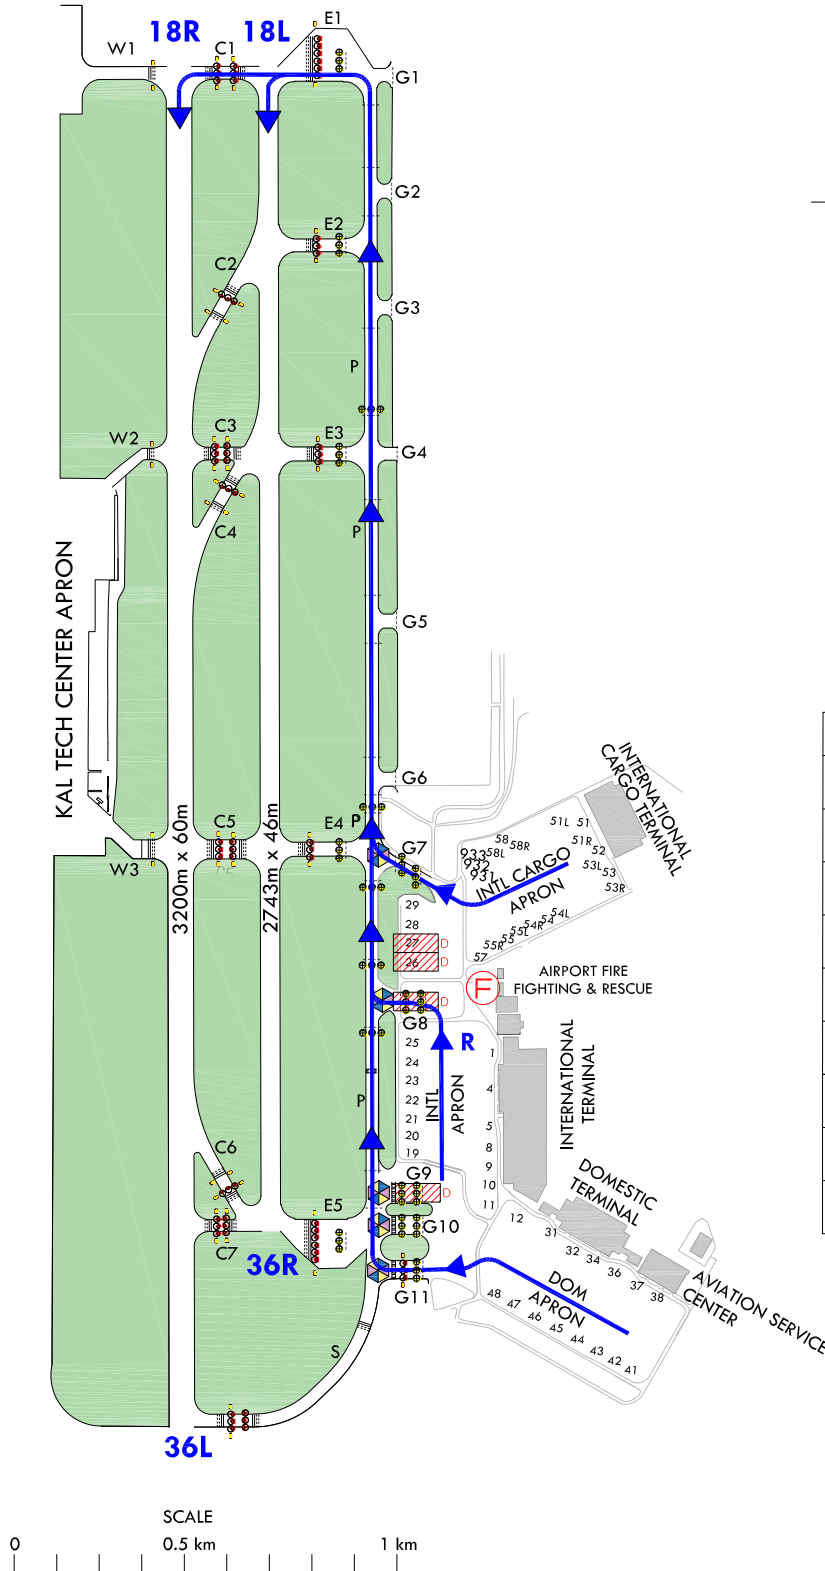 18R
18L
E1
W1
C1
G1
G2
E2
C2
G3
P
W2
C3
E3
G4
C4
P
KAL TECH CENTER APRON
G5
G6
INTERNATIONAL
CARGO TERMINAL
3200m x 60m
2743m x 46m
C5
E4
P
G7
W3
51L
51
51R
52
53L
53
53R
54L
54
54R
55L
55
55R
57
58
58R
58L
933
932
931
INTL CARGO
APRON
29
28
27
26
D
D
F
AIRPORT FIRE
FIGHTING & RESCUE
D
G8
R
25
24
23
22
21
20
19
INTL
APRON
P
1
4
5
8
9
10
11
INTERNATIONAL
TERMINAL
C6
G9
D
DOMESTIC
TERMINAL
E5
G10
C7
36R
12
31
32
34
36
37
38
G11
DOM
APRON
48
47
46
45
44
43
42
41
AVIATION SERVICE
CENTER
S
36L
SCALE
0
0.5 km
1 km